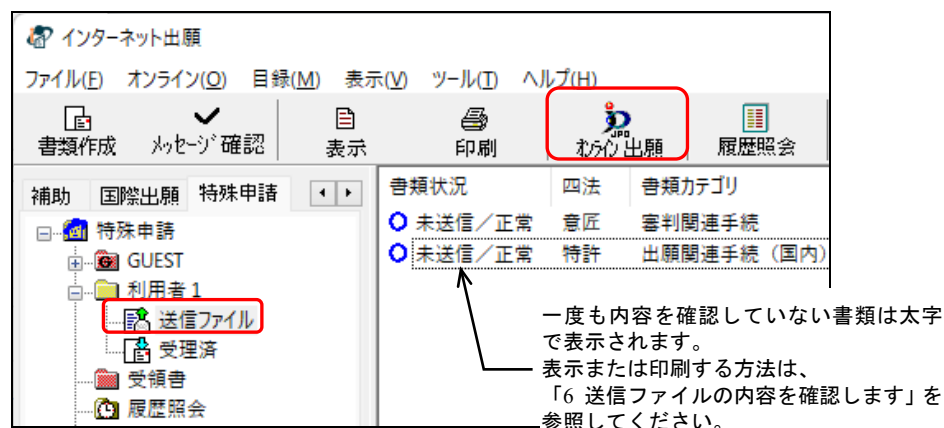 インターネット出願
ファイル(F) オンライン(O) 目録(M) 表示(V) ツール(T) ヘルプ(H)
書類作成 メッセージ確認 表示 印刷 JPO オンライン出願 履歴照会
補助 国際出願 特殊申請
書類状況 四法 書類カテゴリ
特殊申請
未送信／正常 意匠 審判関連手続
GUEST
未送信／正常 特許 出願関連手続（国内）
利用者1
送信ファイル
受理済
受領書
履歴照会
一度も内容を確認していない書類は太字
で表示されます。
表示または印刷する方法は、
「6 送信ファイルの内容を確認します」を
参照してください。